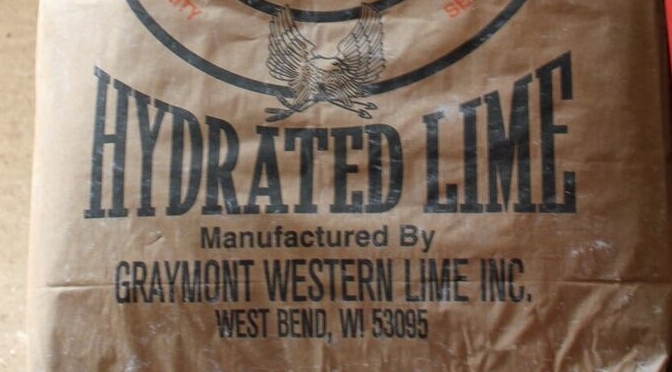 HYDRATED LIME
Manufactured By
GRAYMONT WESTERN LIME INC.
WEST BEND, WI 53095